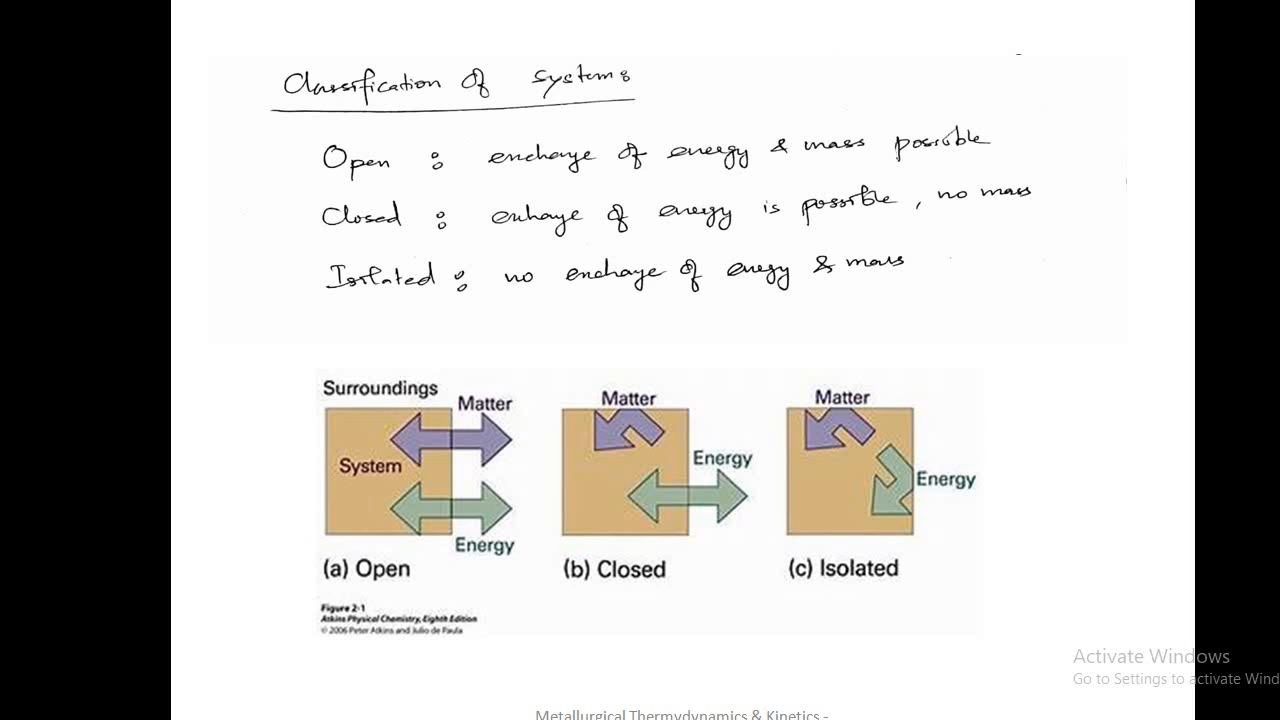 Classification of systems
Open : exchange of energy & mass possible
Closed : exchange of energy is possible, no mass
Isolated : no exchange of energy & mass
Surroundings
Matter
System
Energy
(a) Open
Matter
Energy
(b) Closed
Matter
Energy
(c) Isolated
Figure 2-1
Atkins Physical Chemistry, Eighth Edition
© 2006 Peter Atkins and Julio de Paula
Activate Windows
Go to Settings to activate Wind
Metallurgical Thermydynamics & Kinetics -